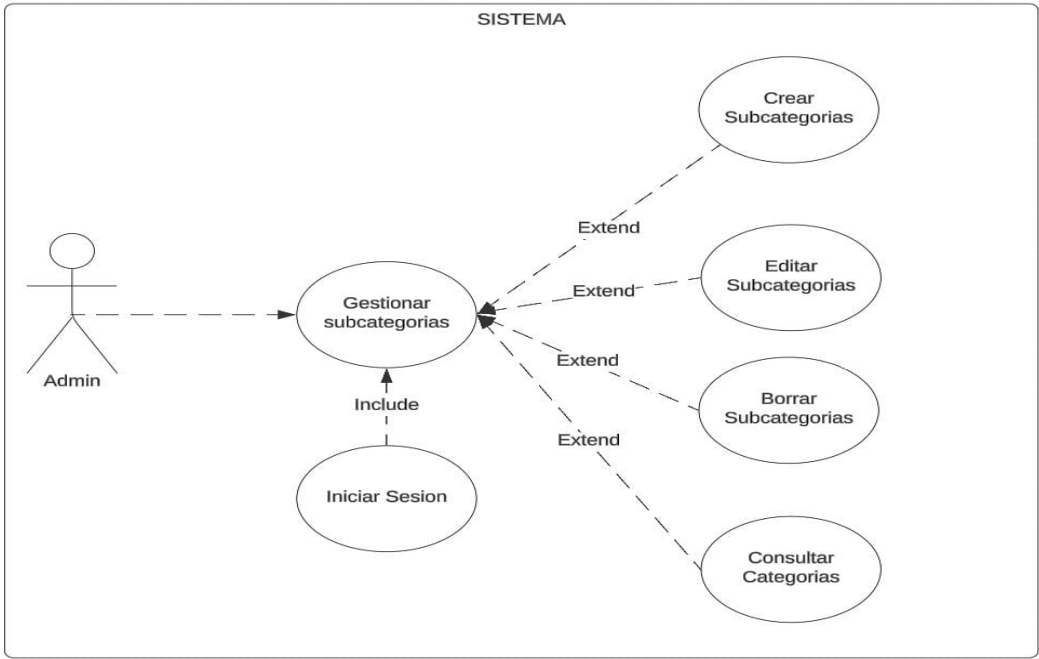 SISTEMA
Crear
Subcategorias
Extend
Editar
Subcategorias
Extend
Gestionar
subcategorias
Admin
Extend
Borrar
Subcategorias
Include
Extend
Iniciar Sesion
Consultar
Categorias